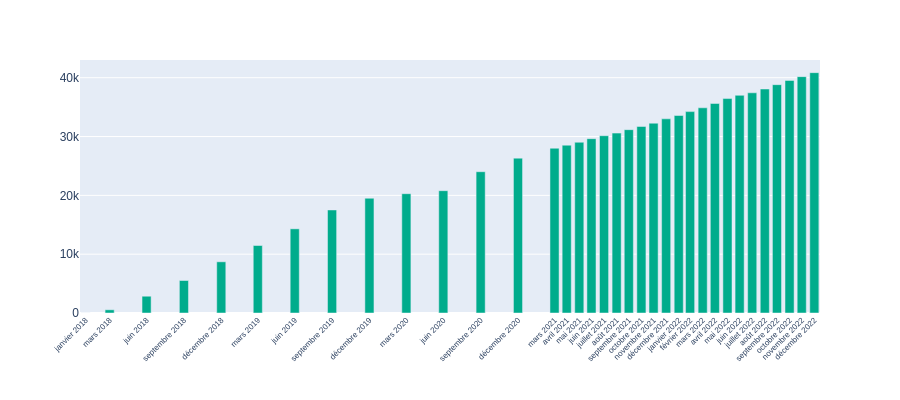 40k
30k
20k
10k
0
janvier 2018
mars 2018
juin 2018
septembre 2018
décembre 2018
mars 2019
juin 2019
septembre 2019
décembre 2019
mars 2020
juin 2020
septembre 2020
décembre 2020
mars 2021
avril 2021
mai 2021
juin 2021
juillet 2021
août 2021
septembre 2021
octobre 2021
novembre 2021
décembre 2021
janvier 2022
février 2022
mars 2022
avril 2022
mai 2022
juin 2022
juillet 2022
août 2022
septembre 2022
octobre 2022
novembre 2022
décembre 2022